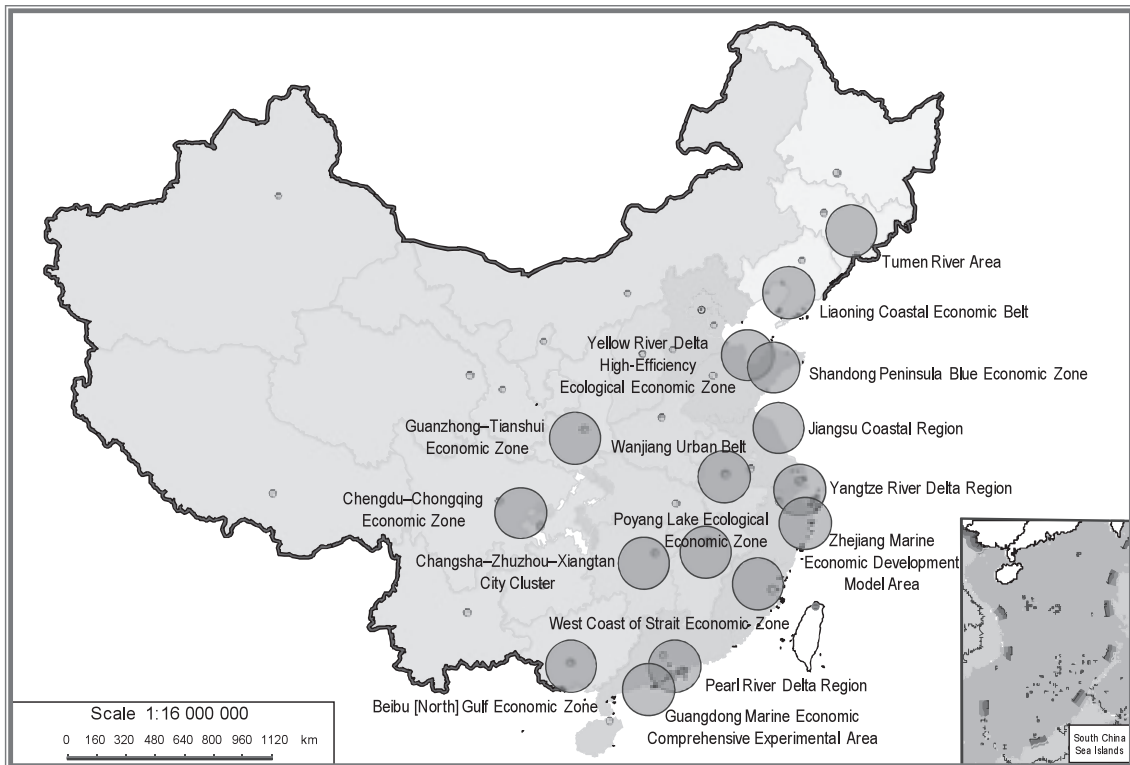 Tumen River Area
Liaoning Coastal Economic Belt
Yellow River Delta
High-Efficiency
Ecological Economic Zone
Shandong Peninsula Blue Economic Zone
Guanzhong–Tianshui
Economic Zone
Wanjiang Urban Belt
Jiangsu Coastal Region
Chengdu–Chongqing
Economic Zone
Yangtze River Delta Region
Poyang Lake Ecological
Economic Zone
Zhejiang Marine
Economic Development
Model Area
Changsha–Zhuzhou–Xiangtan
City Cluster
West Coast of Strait Economic Zone
Pearl River Delta Region
Beibu [North] Gulf Economic Zone
Guangdong Marine Economic
Comprehensive Experimental Area
Scale 1:16 000 000
0 160 320 480 640 800 960 1120 km
South China
Sea Islands